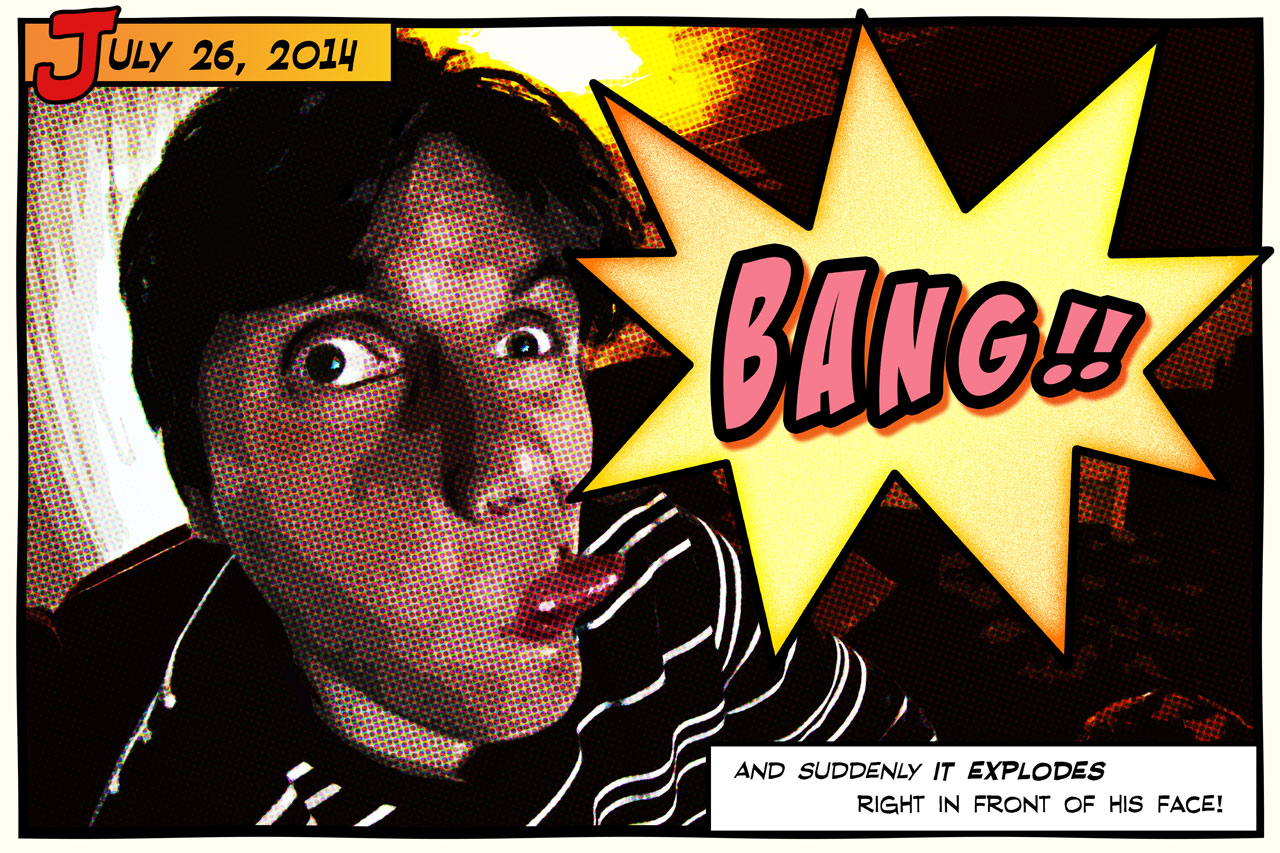 JULY 26, 2014
BANG!!
AND SUDDENLY IT EXPLODES
RIGHT IN FRONT OF HIS FACE!